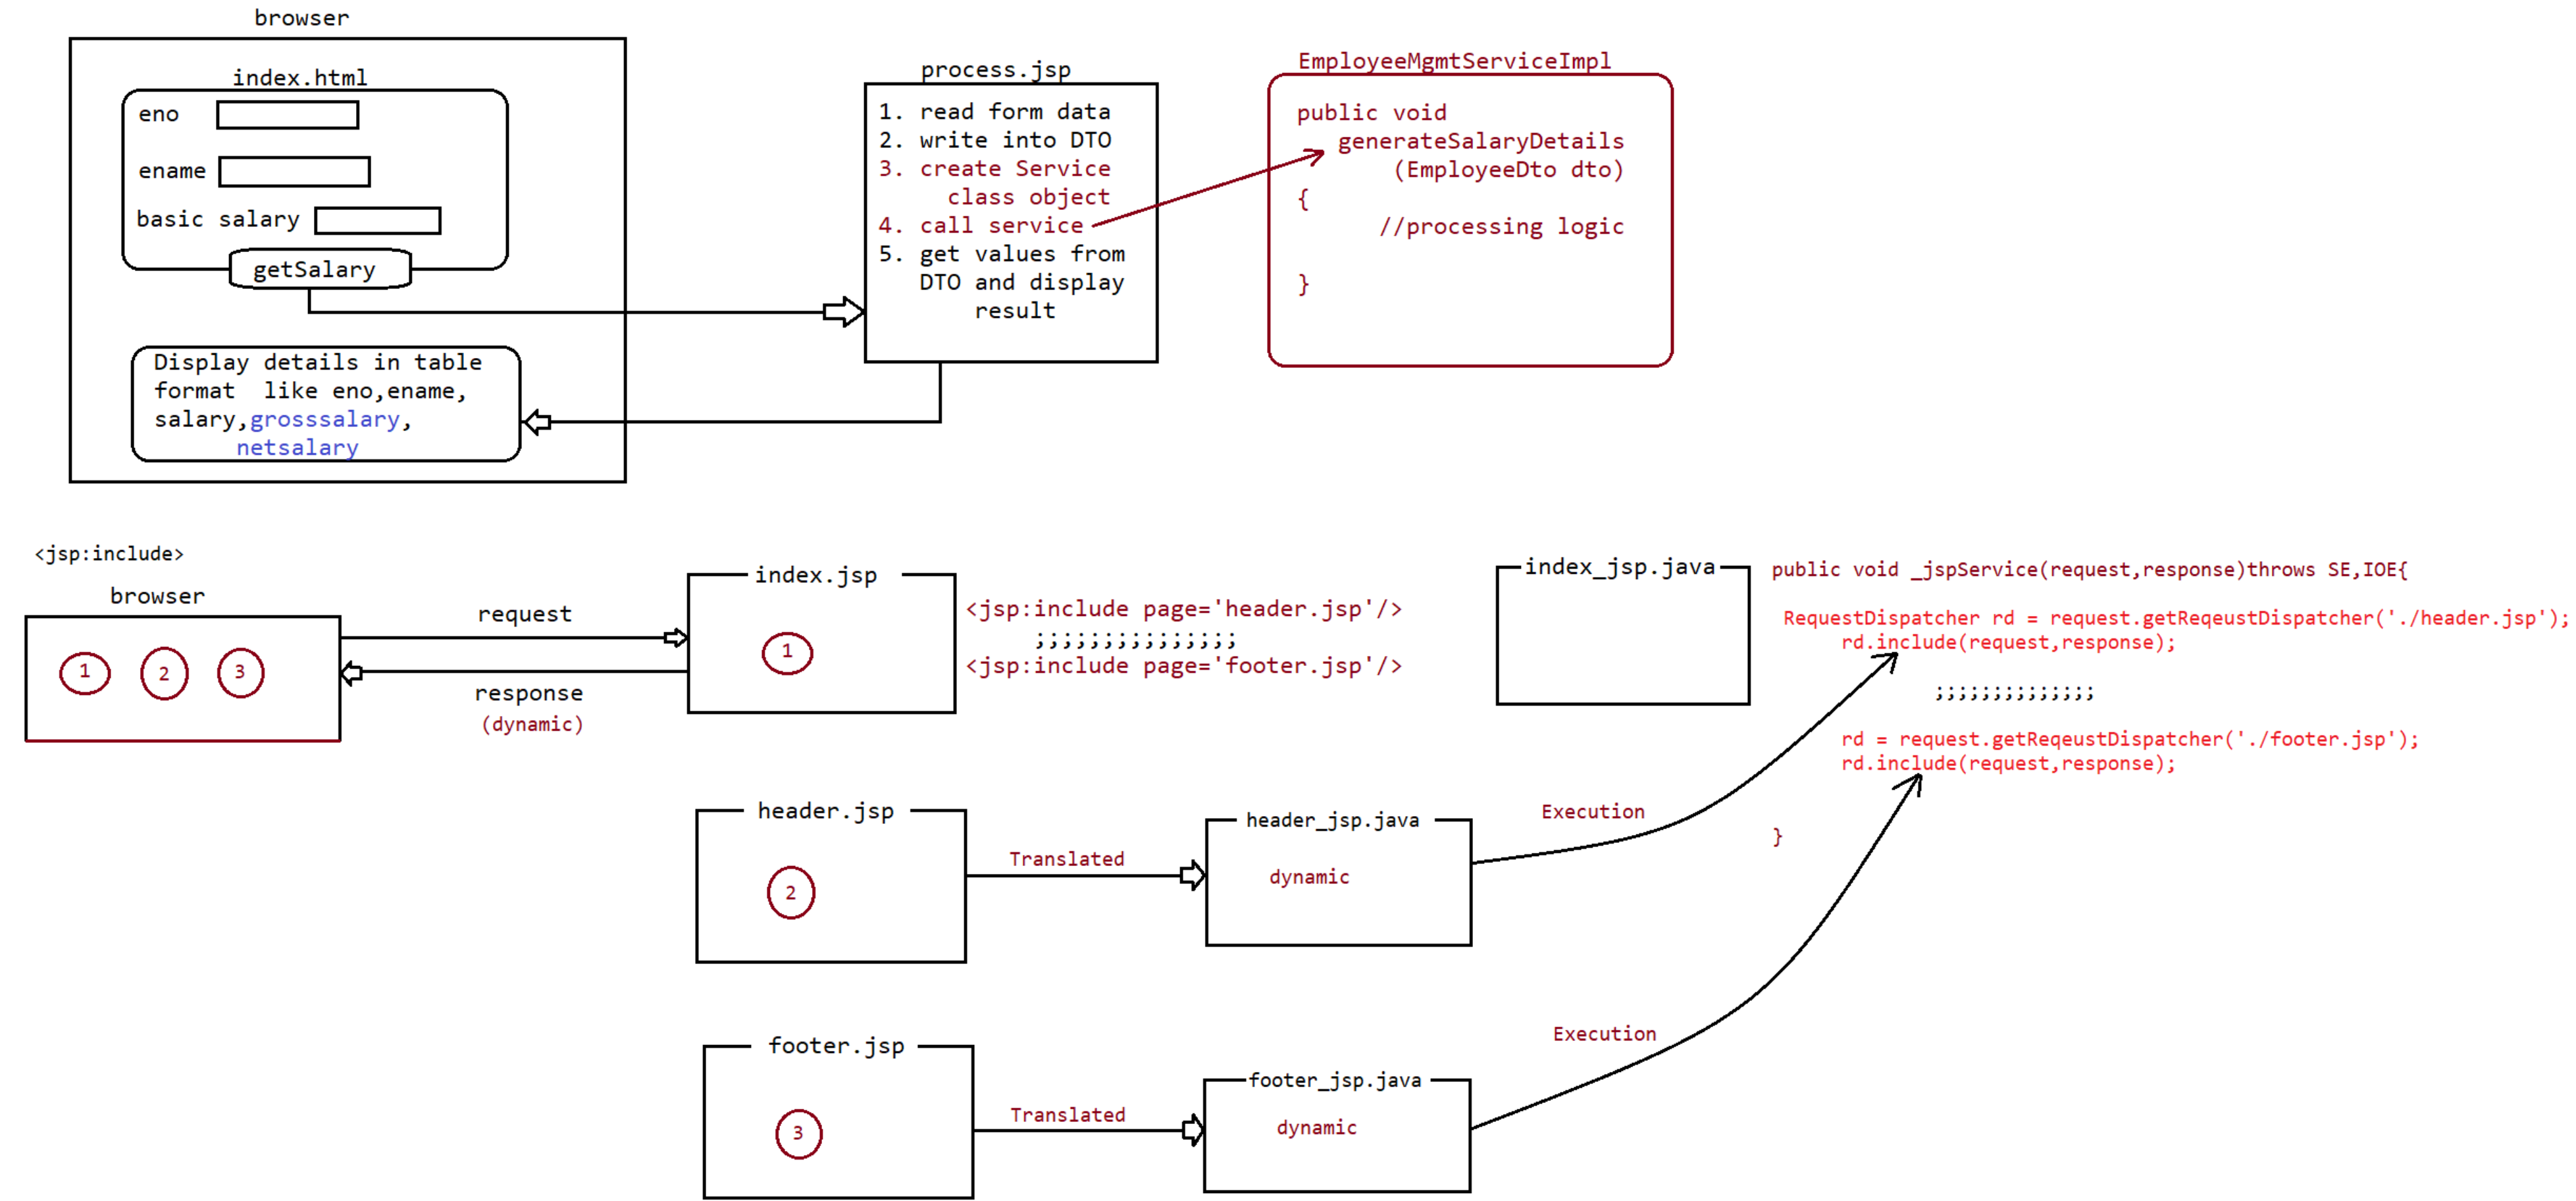 browser
index.html
eno
ename
basic salary
getSalary
Display details in table
format  like eno,ename,
salary,grosssalary,
netsalary
process.jsp
1. read form data
2. write into DTO
3. create Service
class object
4. call service
5. get values from
DTO and display
result
EmployeeMgmtServiceImpl
public void
generateSalaryDetails
(EmployeeDto dto)
{
//processing logic
}
<jsp:include>
browser
1
2
3
request
response
(dynamic)
index.jsp
1
<jsp:include page='header.jsp'/>
;;;;;;;;;;;;;;;
<jsp:include page='footer.jsp'/>
index_jsp.java
public void _jspService(request,response)throws SE,IOE{
RequestDispatcher rd = request.getReqeustDispatcher('./header.jsp');
rd.include(request,response);
;;;;;;;;;;;;;;
rd = request.getReqeustDispatcher('./footer.jsp');
rd.include(request,response);
}
header.jsp
2
Translated
header_jsp.java
dynamic
Execution
footer.jsp
3
Translated
footer_jsp.java
dynamic
Execution